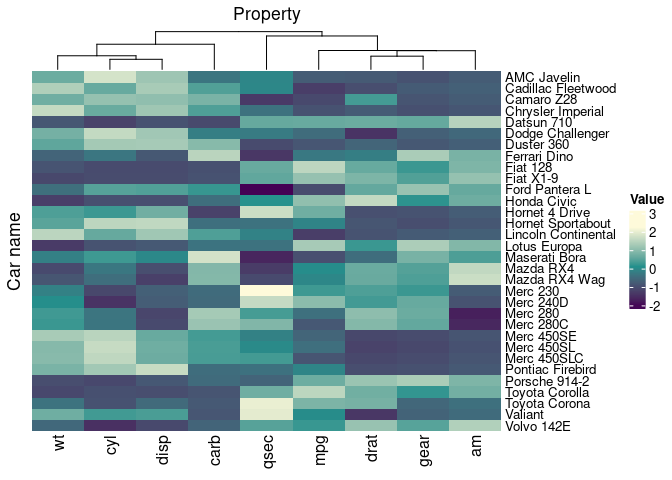 Property
AMC Javelin
Cadillac Fleetwood
Camaro Z28
Chrysler Imperial
Datsun 710
Dodge Challenger
Duster 360
Ferrari Dino
Fiat 128
Fiat X1-9
Ford Pantera L
Honda Civic
Hornet 4 Drive
Hornet Sportabout
Lincoln Continental
Lotus Europa
Maserati Bora
Mazda RX4
Mazda RX4 Wag
Merc 230
Merc 240D
Merc 280
Merc 280C
Merc 450SE
Merc 450SL
Merc 450SLC
Pontiac Firebird
Porsche 914-2
Toyota Corolla
Toyota Corona
Valiant
Volvo 142E
Car name
wt
cyl
disp
carb
qsec
mpg
drat
gear
am
Value
3
2
1
0
-1
-2